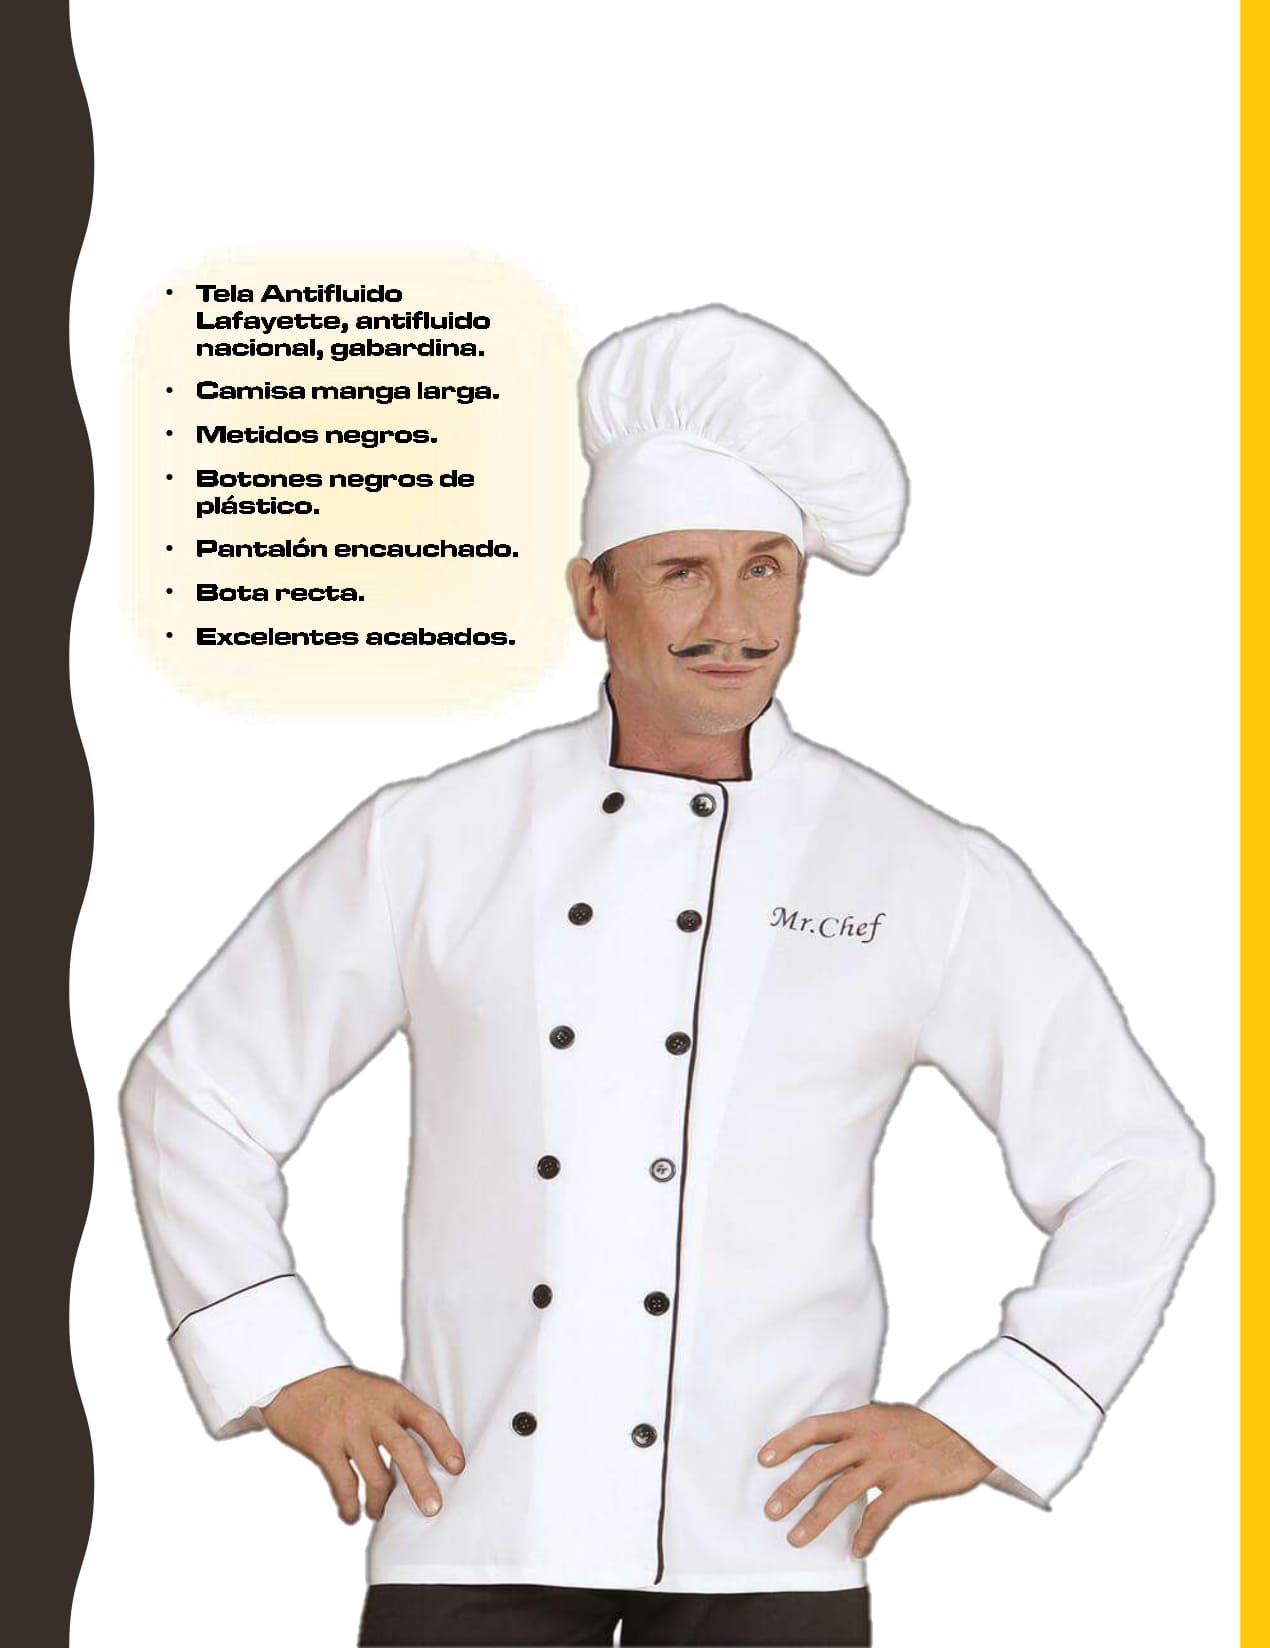 • Tela Antifluido
Lafayette, antifluido
nacional, gabardina.
• Camisa manga larga.
• Metidos negros.
• Botones negros de
plástico.
• Pantalón encauchado.
• Bota recta.
• Excelentes acabados.
Mr. Chef